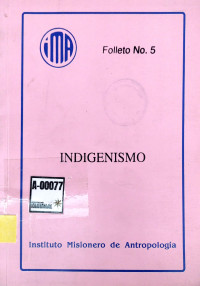 IMA
Folleto No. 5
INDIGENISMO
A-00077
Instituto Misionero de Antropología